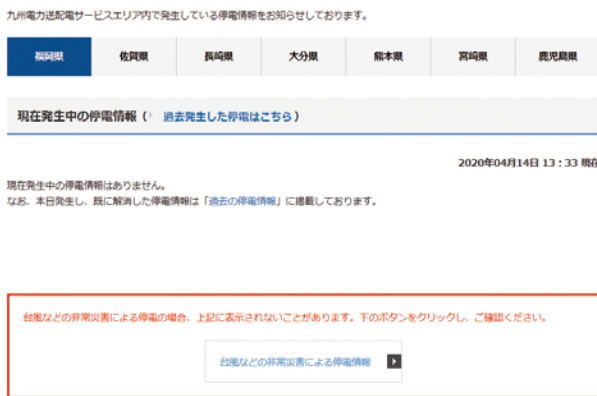 九州電力送配電サービスエリア内で発生している停電情報をお知らせしております。
福岡県 佐賀県 長崎県 大分県 熊本県 宮崎県 鹿児島県
現在発生中の停電情報（ 過去発生した停電はこちら）
2020年04月14日 13：33 現在
現在発生中の停電情報はありません。
なお、本日発生し、既に解消した停電情報は「過去の停電情報」に掲載しております。
台風などの非常災害による停電の場合、上記に表示されないことがあります。下のボタンをクリックし、ご確認ください。
台風などの非常災害による停電情報